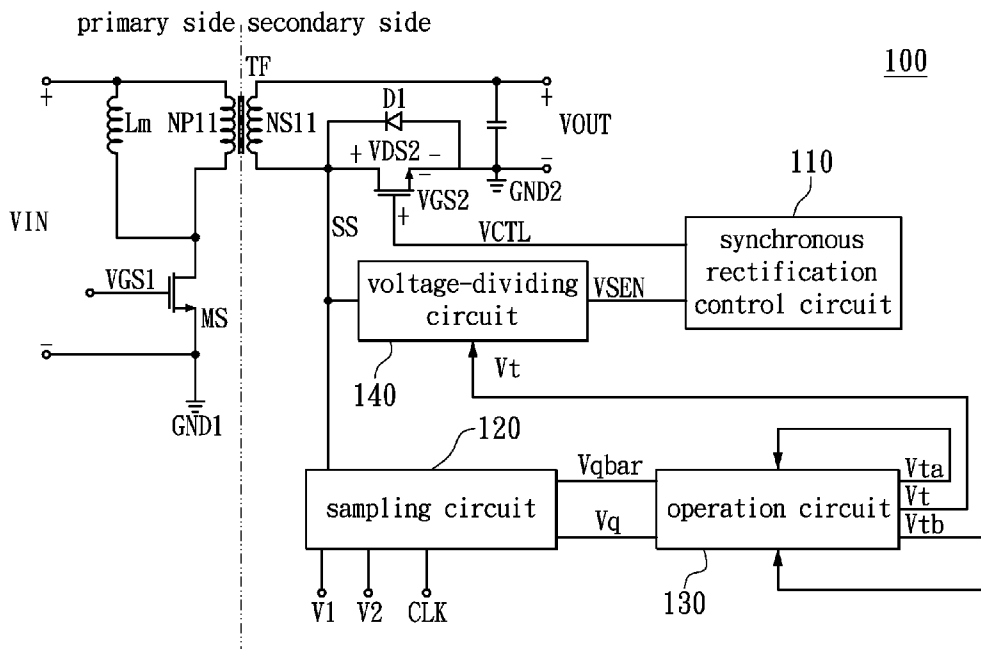 primary side secondary side
100
TF
+
+
D1
Lm
NP11
NS11
+ VDS2 −
VOUT
−
−
VGS2
GND2
110
VIN
SS
+
VCTL
synchronous
rectification
control circuit
VGS1
MS
voltage-dividing
circuit
VSEN
−
Vt
140
GND1
120
Vqbar
Vta
sampling circuit
operation circuit
Vt
Vq
Vtb
130
V1
V2
CLK